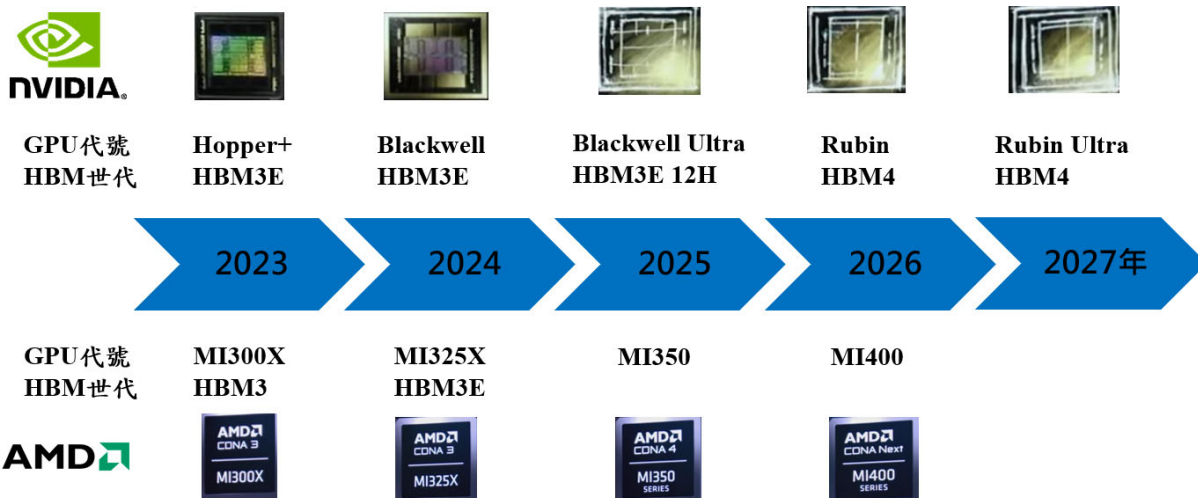 NVIDIA.
GPU代號 Hopper+ Blackwell Blackwell Ultra Rubin Rubin Ultra
HBM世代 HBM3E HBM3E HBM3E 12H HBM4 HBM4
2023 2024 2025 2026 2027年
GPU代號 MI300X MI325X MI350 MI400
HBM世代 HBM3 HBM3E
AMD
AMD CDNA 3 MI300X
AMD CDNA 3 MI325X
AMD CDNA 4 MI350 SERIES
AMD CDNA Next MI400 SERIES